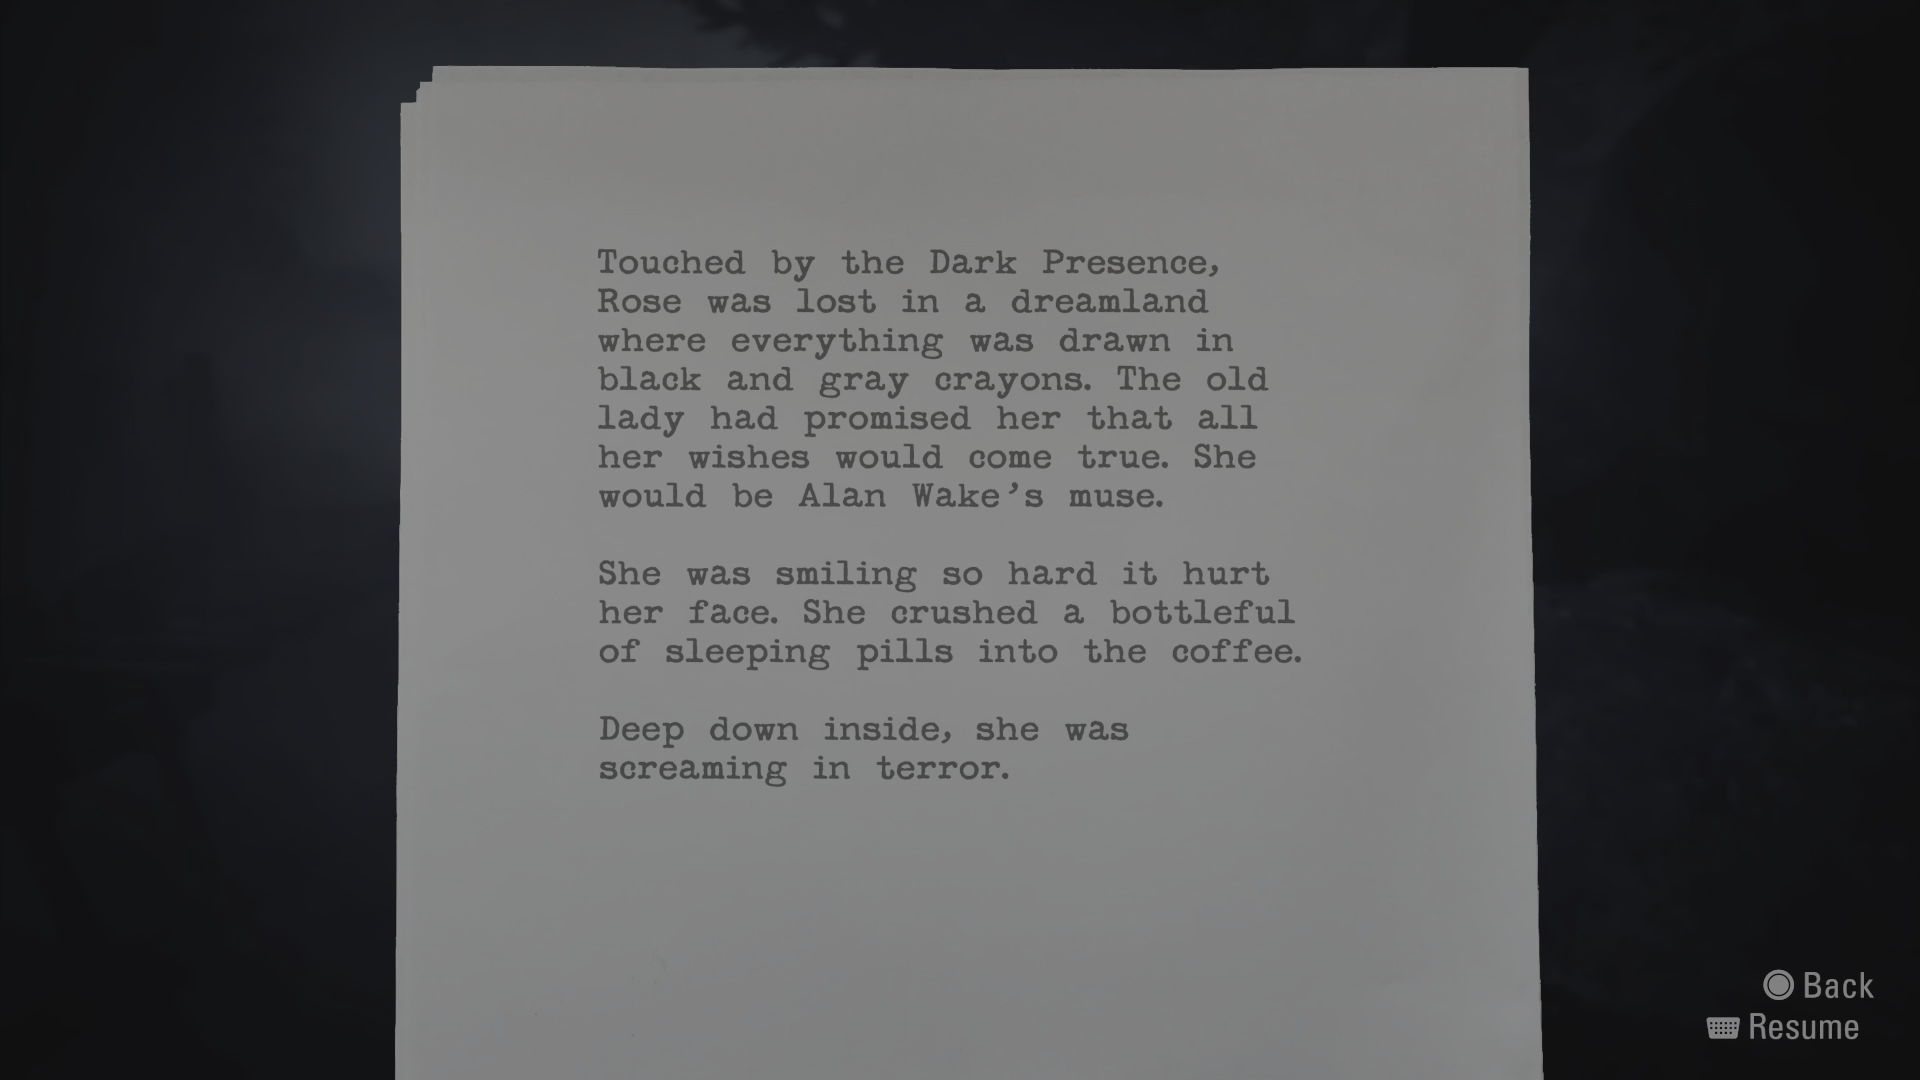 Touched by the Dark Presence,
Rose was lost in a dreamland
where everything was drawn in
black and gray crayons. The old
lady had promised her that all
her wishes would come true. She
would be Alan Wake’s muse.
She was smiling so hard it hurt
her face. She crushed a bottleful
of sleeping pills into the coffee.
Deep down inside, she was
screaming in terror.
Back
Resume